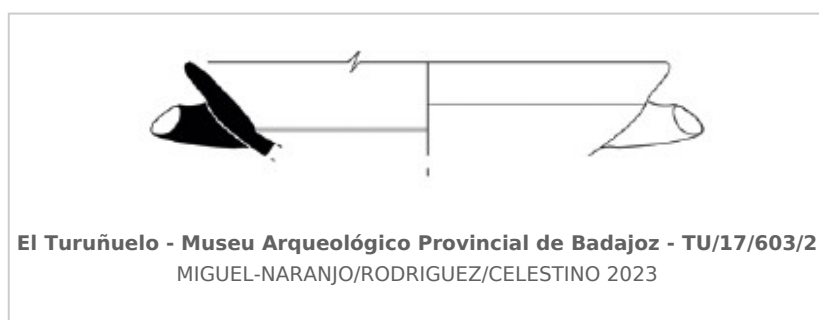 El Turuñuelo - Museu Arqueológico Provincial de Badajoz - TU/17/603/2
MIGUEL-NARANJO/RODRIGUEZ/CELESTINO 2023